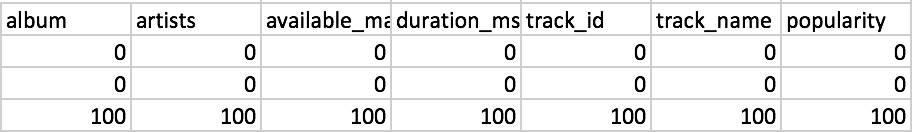 album artists available_ma duration_ms track_id track_name popularity
0 0 0 0 0 0 0
0 0 0 0 0 0 0
100 100 100 100 100 100 100